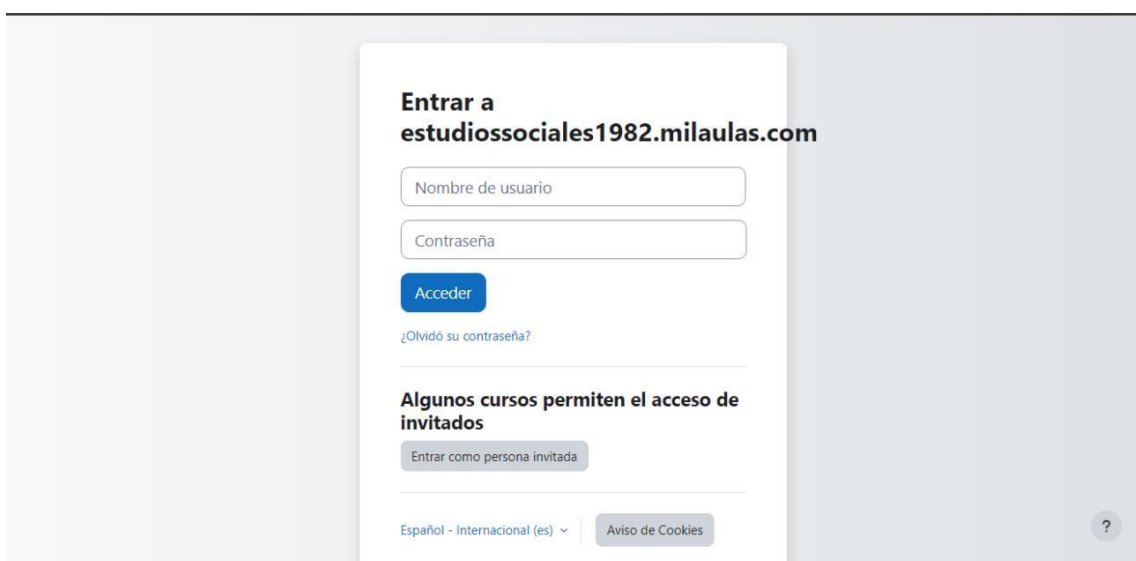 Entrar a
estudiossociales1982.milaulas.com
Nombre de usuario
Contraseña
Acceder
¿Olvidó su contraseña?
Algunos cursos permiten el acceso de
invitados
Entrar como persona invitada
Español - Internacional (es)
Aviso de Cookies
?